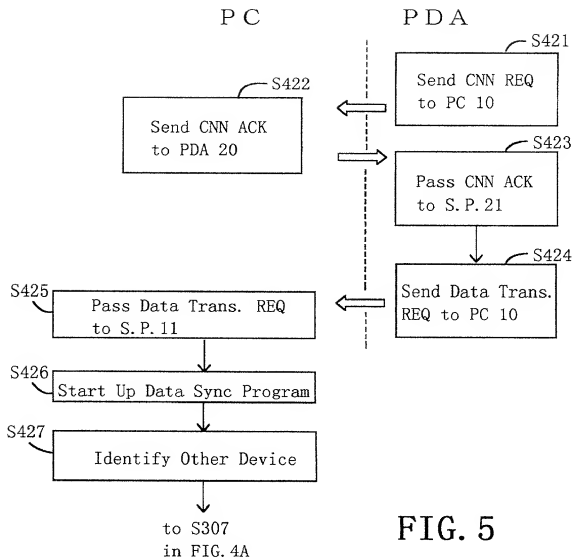 PC
PDA
S421
Send CNN REQ
to PC 10
S422
Send CNN ACK
to PDA 20
S423
Pass CNN ACK
to S.P.21
S424
Send Data Trans.
REQ to PC 10
S425
Pass Data Trans. REQ
to S.P.11
S426
Start Up Data Sync Program
S427
Identify Other Device
to S307
in FIG.4A
FIG.5